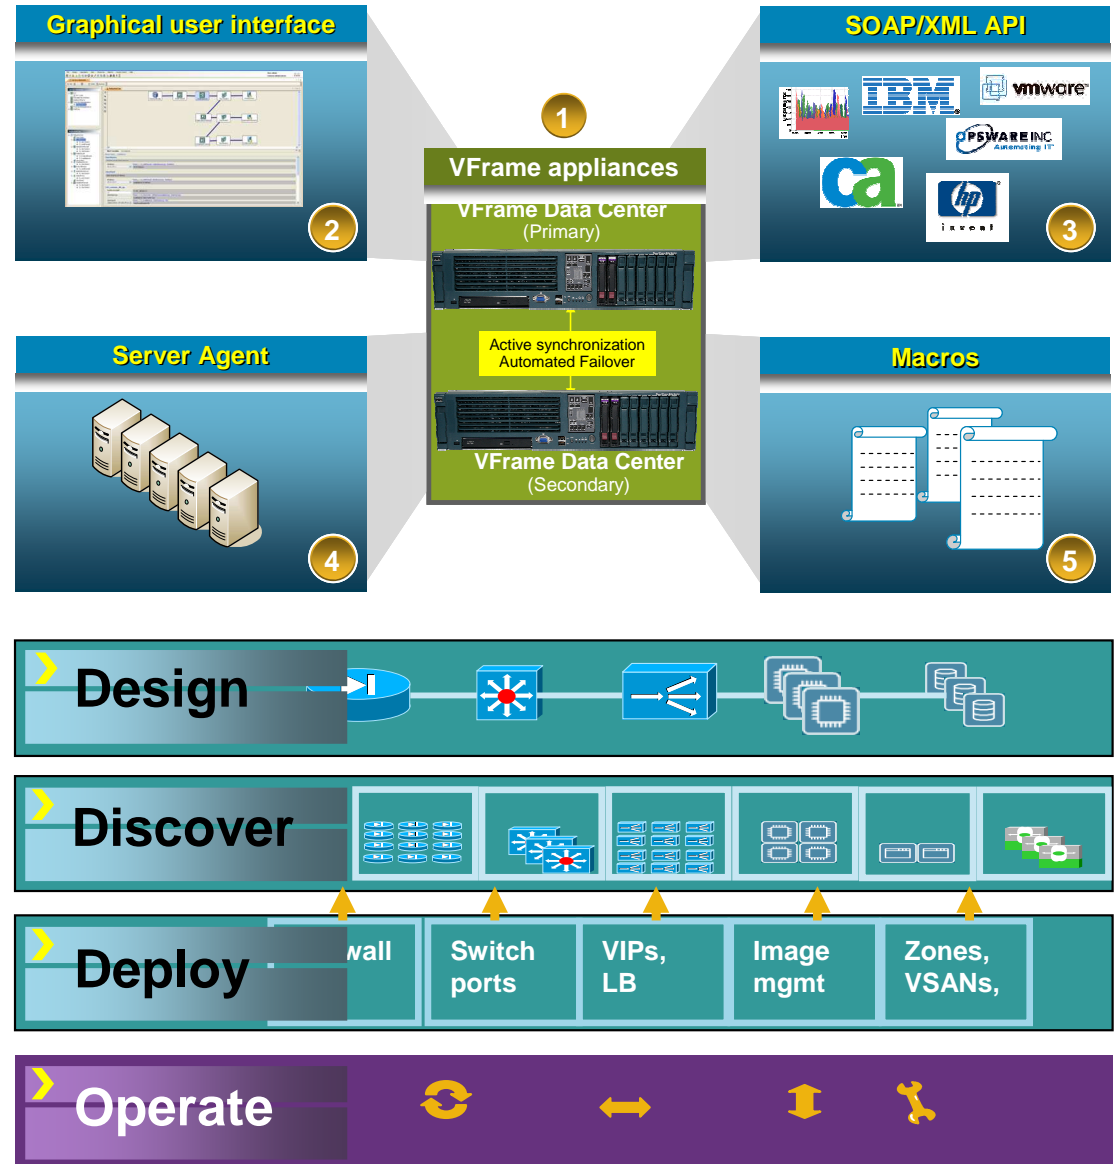 Graphical user interface
2
1
VFrame appliances
VFrame Data Center
(Primary)
Active synchronization
Automated Failover
VFrame Data Center
(Secondary)
SOAP/XML API
IBM
vmware
OPSWARE INC
Automating IT
ca
hp
invent
3
Server Agent
4
Macros
5
Design
Discover
Deploy
wall
Switch
ports
VIPs,
LB
Image
mgmt
Zones,
VSANs,
Operate